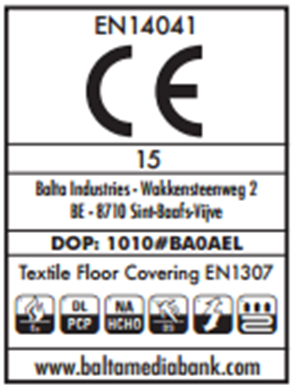 EN14041
CE
15
Balta Industries - Wakkensteenweg 2
BE - 8710 Sint-Baafs-Vijve
DOP: 1010#BA0AEL
Textile Floor Covering EN1307
DL PCP NA HCHO DS
www.baltamediabank.com